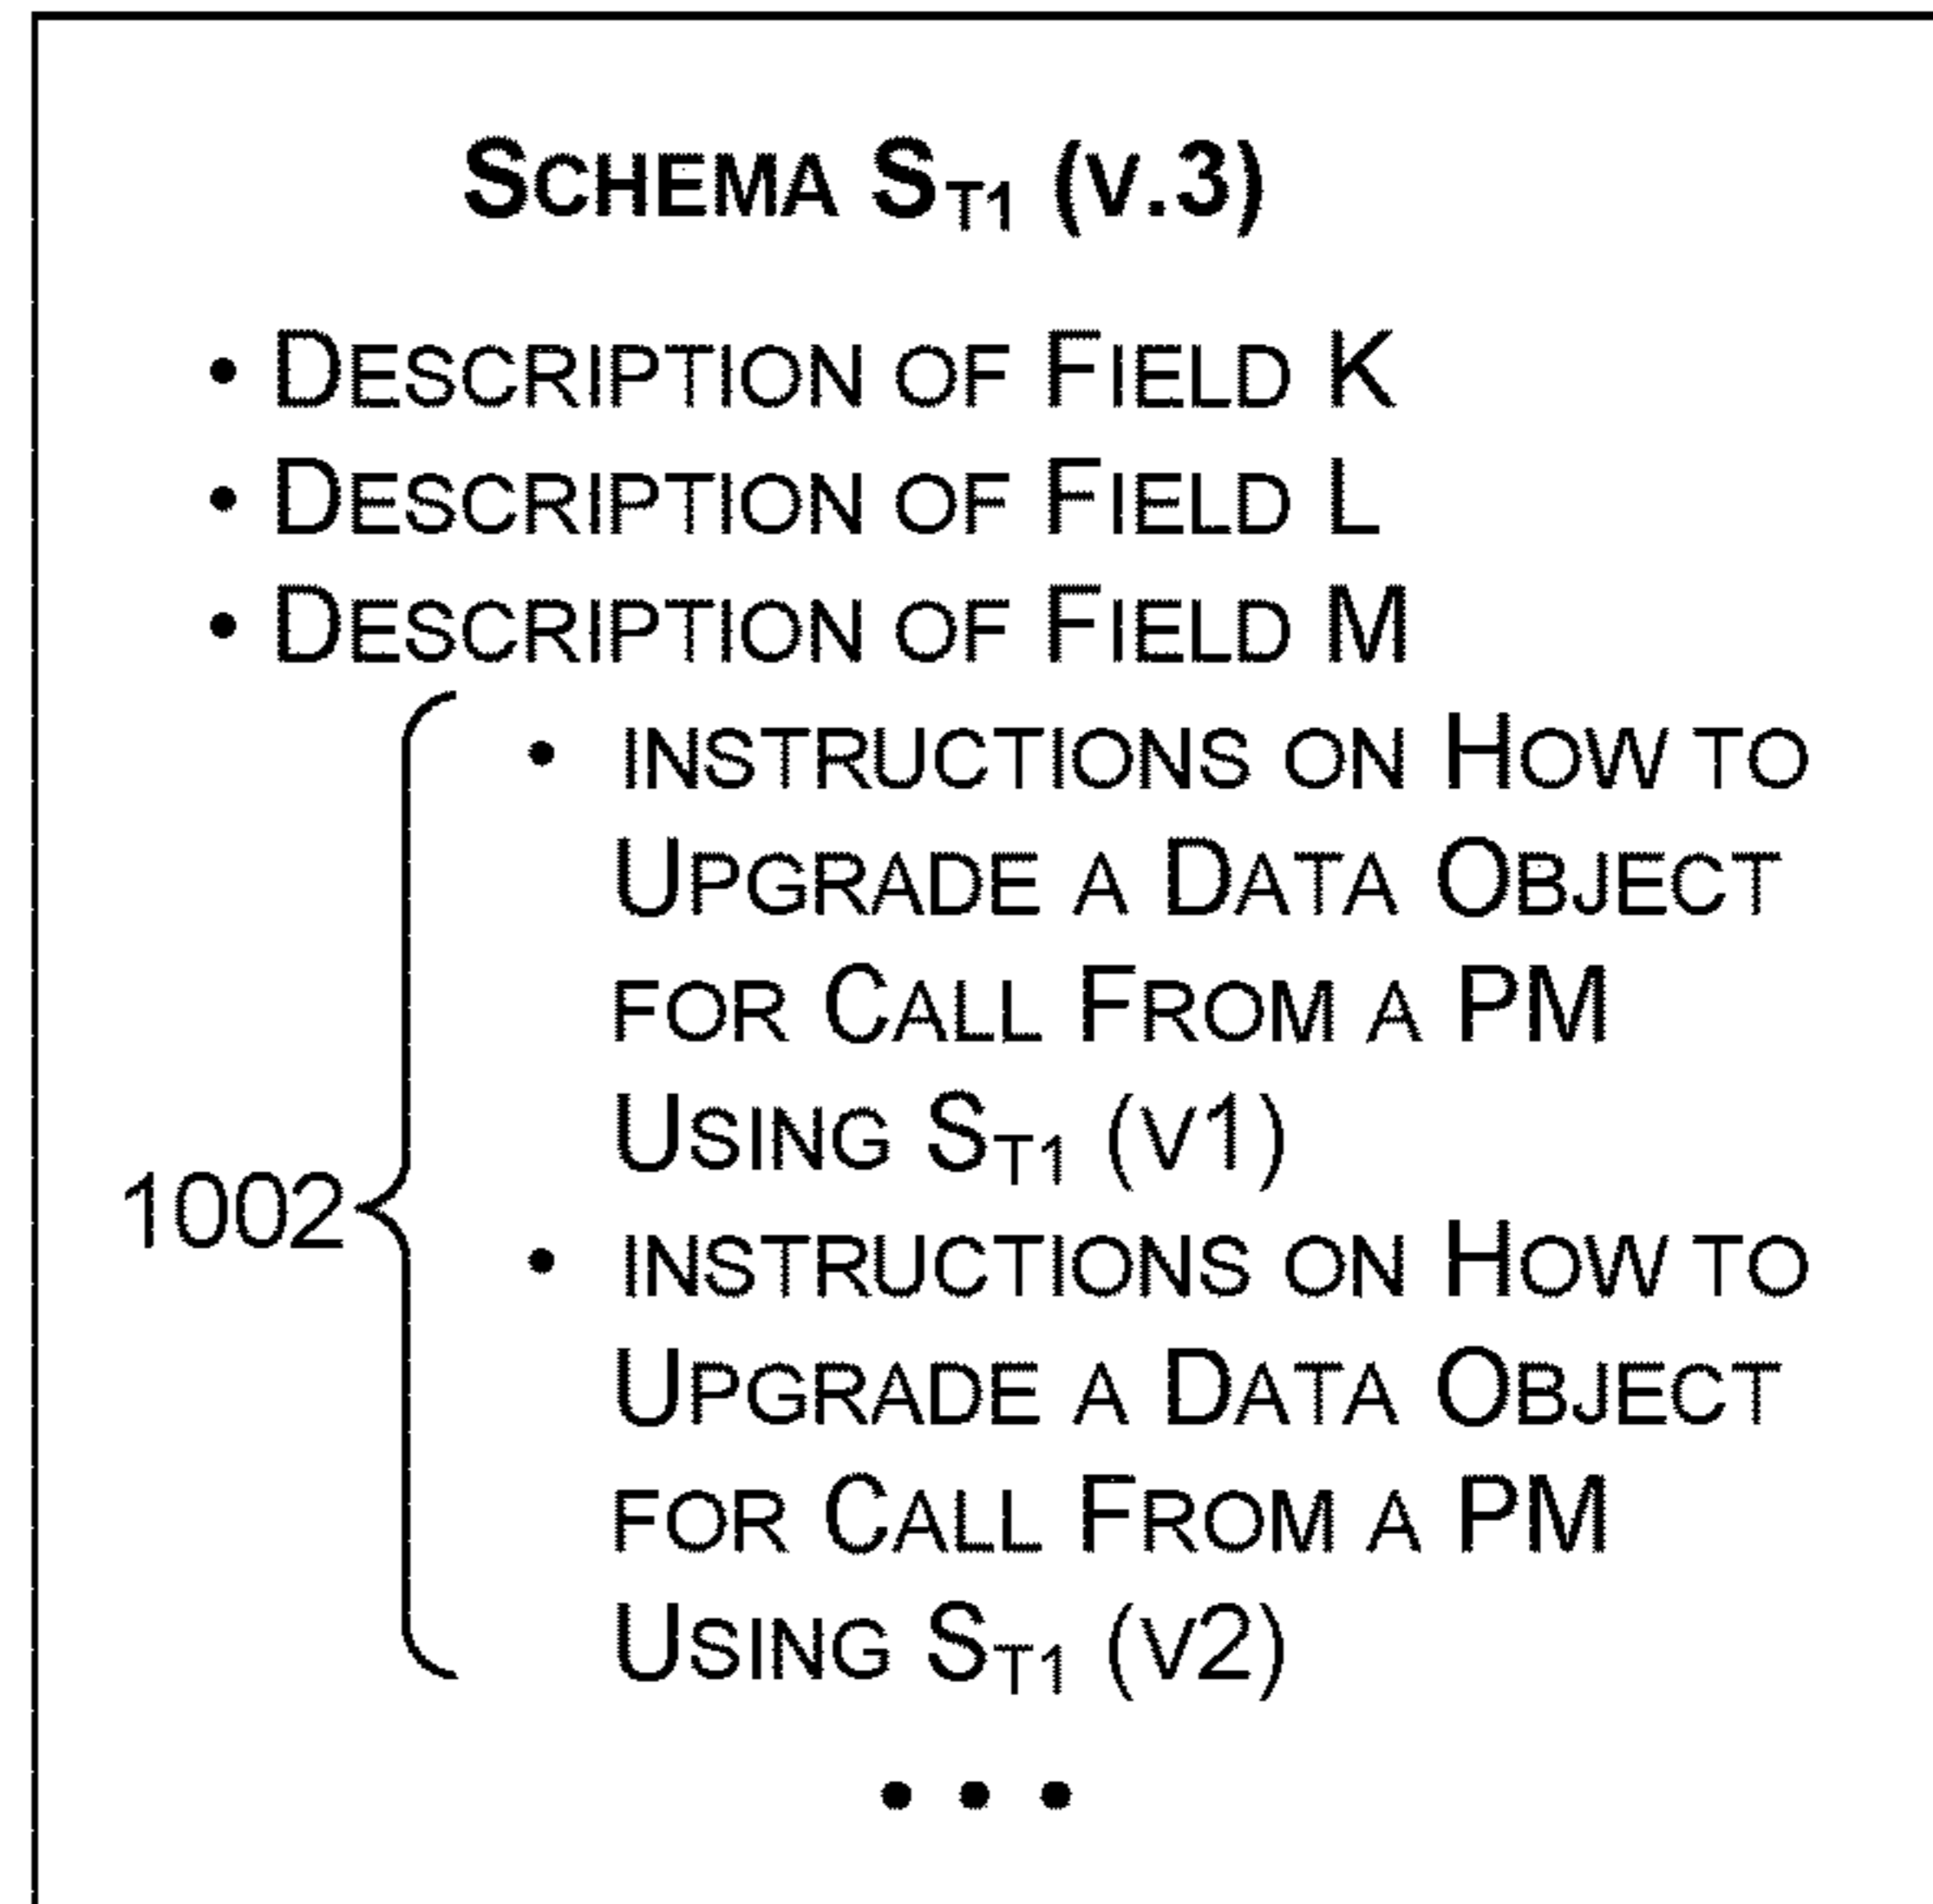 SCHEMA ST1 (V.3)
• DESCRIPTION OF FIELD K
• DESCRIPTION OF FIELD L
• DESCRIPTION OF FIELD M
• INSTRUCTIONS ON HOW TO
UPGRADE A DATA OBJECT
FOR CALL FROM A PM
USING ST1 (V1)
1002
• INSTRUCTIONS ON HOW TO
UPGRADE A DATA OBJECT
FOR CALL FROM A PM
USING ST1 (V2)
• • •